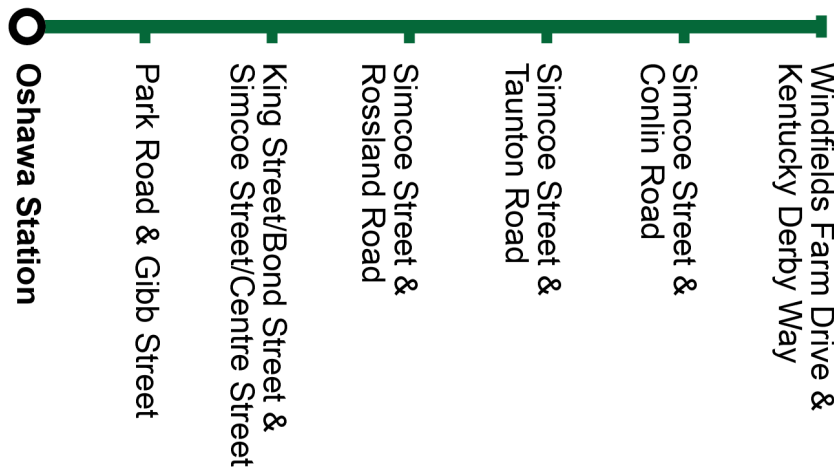 Oshawa Station
Park Road & Gibb Street
King Street/Bond Street &
Simcoe Street/Centre Street
Simcoe Street &
Rossland Road
Simcoe Street &
Taunton Road
Simcoe Street &
Conlin Road
Windfields Farm Drive &
Kentucky Derby Way